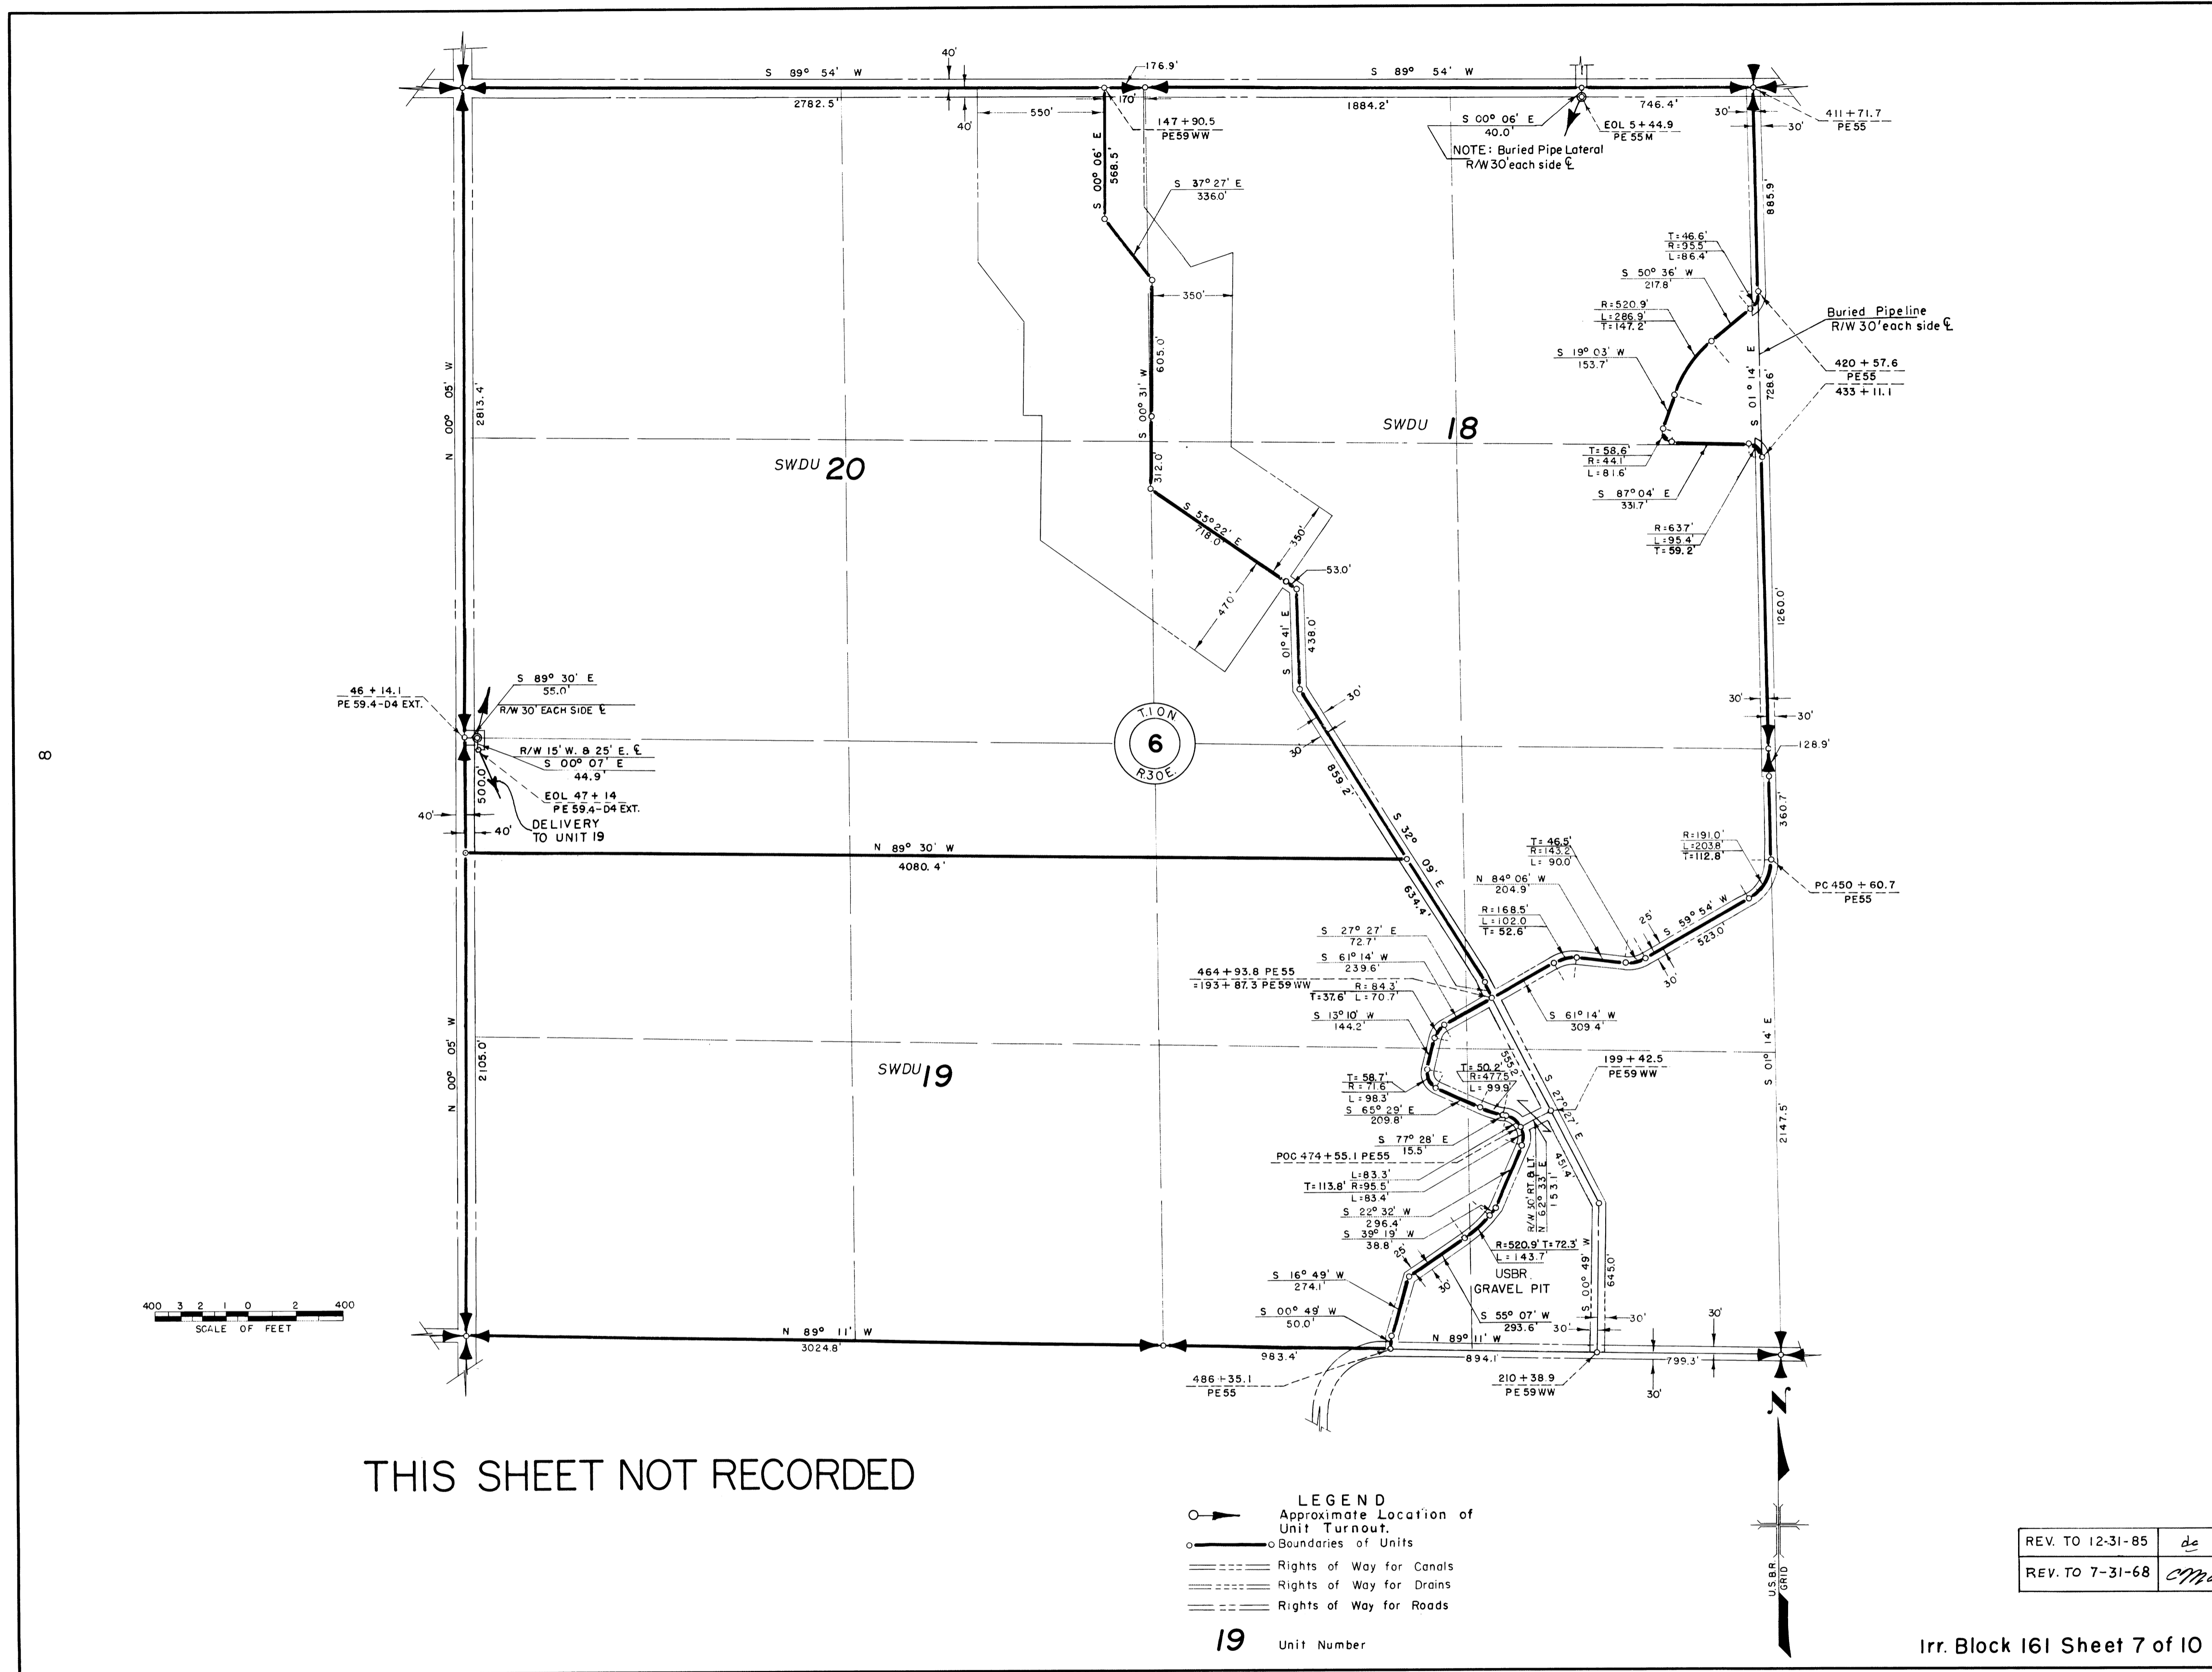 40'
S 89° 54' W
176.9'
S 89° 54' W
2782.5'
170'
1884.2'
746.4'
40'
550'
147 + 90.5
PE59WW
S 00° 06' E
40.0'
EOL 5+44.9
PE 55M
30'
30'
411+71.7
PE 55
NOTE: Buried Pipe Lateral
R/W 30' each side ℄
S 00° 06' E
568.5'
S 37° 27' E
336.0'
885.9'
T=46.6'
R=95.5'
L=86.4'
S 50° 36' W
217.8'
350'
R=520.9'
L=286.9'
T=147.2'
Buried Pipeline
R/W 30' each side ℄
S 19° 03' W
153.7'
S 01° 14' E
728.6'
420 + 57.6
PE55
433 + 11.1
N 00° 05' W
2813.4'
S 00° 31' W
605.0'
SWDU 18
SWDU 20
312.0'
T=58.6'
R=44.1'
L=81.6'
S 87° 04' E
331.7'
S 55° 22' E
718.0'
350'
R=63.7'
L=95.4'
T=59.2'
53.0'
470'
1260.0'
S 01° 41' E
438.0'
46 + 14.1
PE 59.4-D4 EXT.
S 89° 30' E
55.0'
R/W 30' EACH SIDE ℄
30'
30'
30'
30'
T.10N
6
R.30E.
128.9'
8
R/W 15' W. & 25' E. ℄
S 00° 07' E
44.9'
500.0'
EOL 47 + 14
PE 59.4-D4 EXT.
859.2'
360.7'
40'
40'
DELIVERY
TO UNIT 19
N 89° 30' W
4080.4'
S 32° 09' E
634.4'
T= 46.5'
R=143.2'
L= 90.0'
R=191.0'
L=203.8'
T=112.8'
N 84° 06' W
204.9'
PC 450 + 60.7
PE55
R=168.5'
L=102.0
T= 52.6'
25'
S 59° 54' W
523.0'
30'
S 27° 27' E
72.7'
S 61° 14' W
239.6'
464+93.8 PE55
=193+87.3 PE59WW
R= 84.3'
T=37.6' L=70.7'
S 13° 10' W
144.2'
S 61° 14' W
309.4'
N 00° 05' W
2105.0'
SWDU 19
555.2'
S 27° 27' E
199+42.5
PE59 WW
S 01° 14' E
2147.5'
T= 58.7'
R= 71.6'
L= 98.3'
T= 50.2'
R=477.5'
L= 99.9'
S 65° 29' E
209.8'
S 77° 28' E
15.5'
POC 474+55.1 PE55
451.4'
L=83.3'
T=113.8' R=95.5'
L=83.4'
R/W 50' RT. & LT.
N 62° 33' E
153.1'
S 22° 32' W
296.4'
S 39° 19' W
38.8'
R=520.9' T=72.3'
L=143.7'
25'
30'
USBR.
GRAVEL PIT
S 16° 49' W
274.1'
S 00° 49' W
645.0'
S 00° 49' W
50.0'
S 55° 07' W
293.6'
30'
30'
30'
N 89° 11' W
3024.8'
N 89° 11' W
983.4'
894.1'
799.3'
30'
486+35.1
PE55
210+38.9
PE59WW
400 3 2 1 0 2 400
SCALE OF FEET
N
THIS SHEET NOT RECORDED
LEGEND
Approximate Location of
Unit Turnout.
Boundaries of Units
Rights of Way for Canals
Rights of Way for Drains
Rights of Way for Roads
19 Unit Number
U.S.B.R.
GRID
REV. TO 12-31-85
REV. TO 7-31-68
Irr. Block 161 Sheet 7 of 10